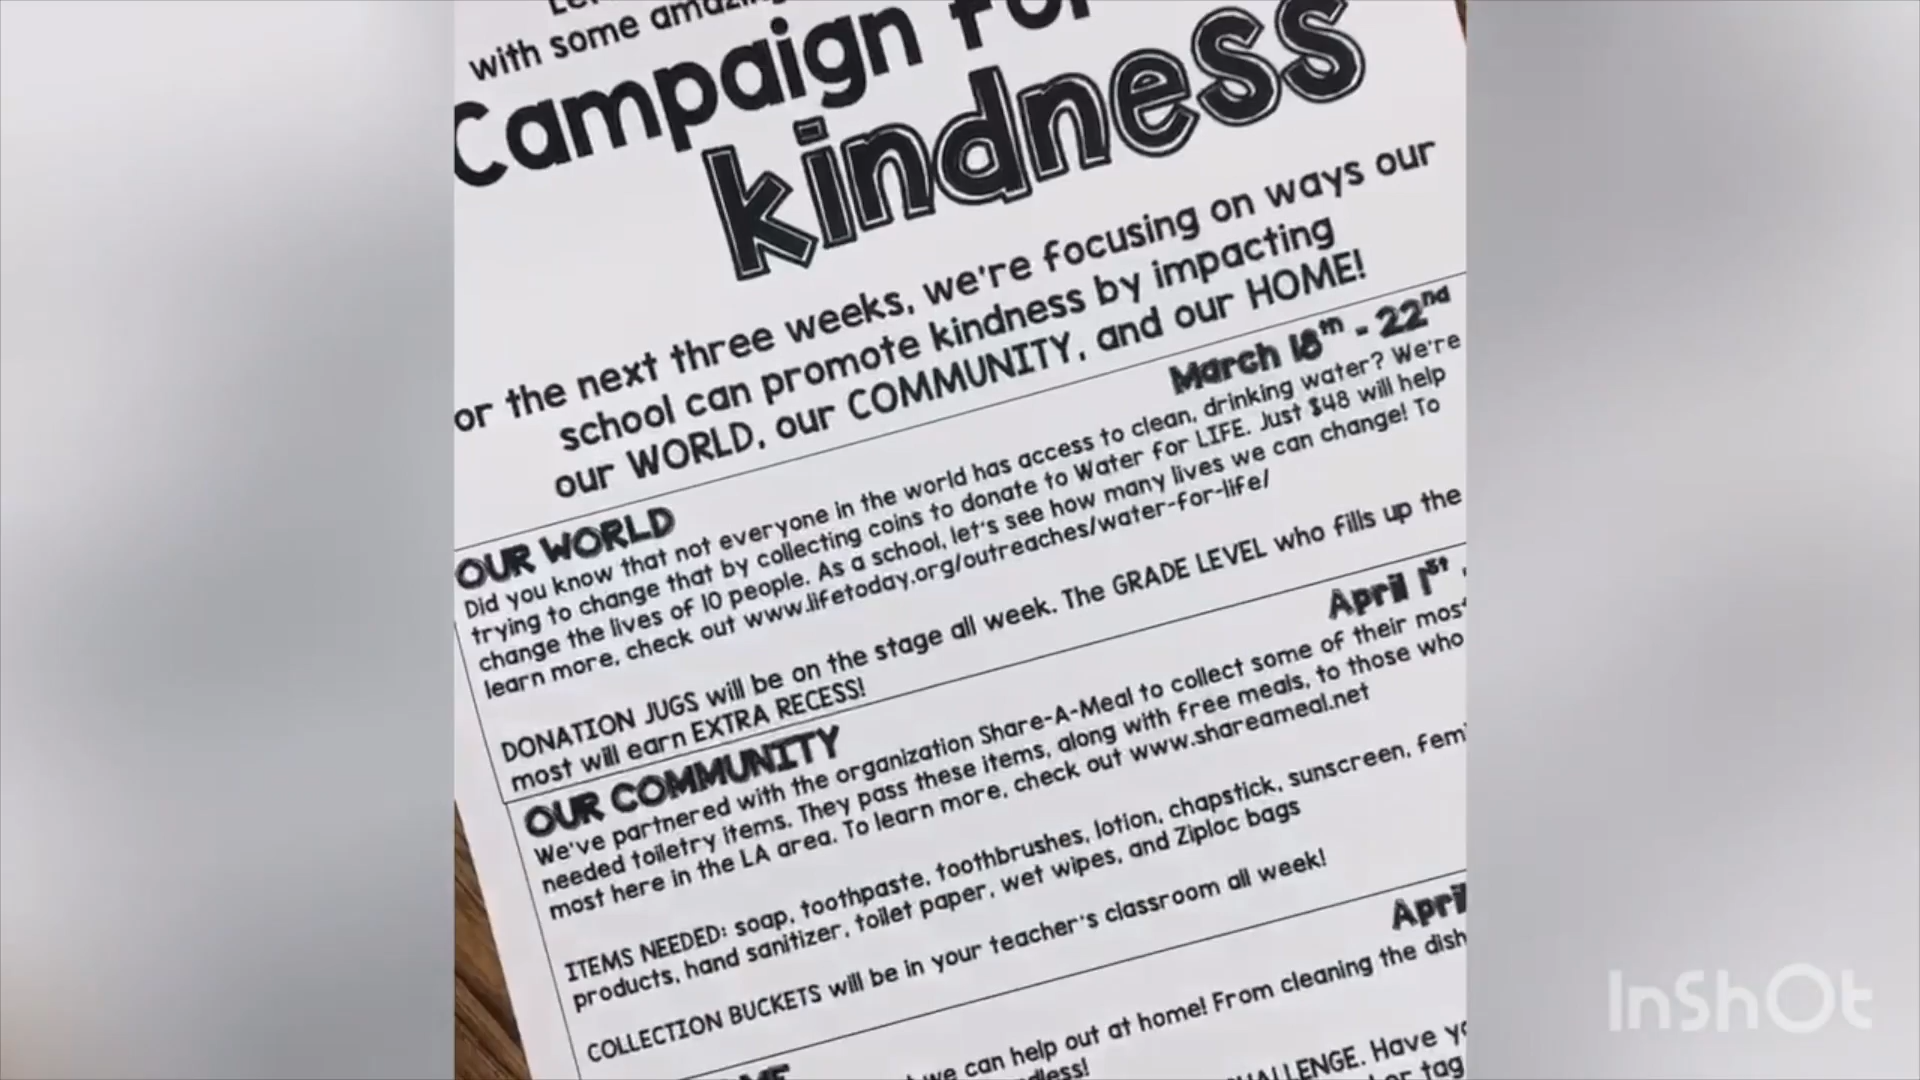 with some
Campaign for
kindness
or the next three weeks, we're focusing on ways our
school can promote kindness by impacting
our WORLD, our COMMUNITY, and our HOME!
OUR WORLD March 18th - 22nd
Did you know that not everyone in the world has access to clean, drinking water? We're
trying to change that by collecting coins to donate to Water for LIFE. Just $48 will help
change the lives of 10 people. As a school, let's see how many lives we can change! To
learn more, check out www.lifetoday.org/outreaches/water-for-life/
DONATION JUGS will be on the stage all week. The GRADE LEVEL who fills up the
most will earn EXTRA RECESS!
OUR COMMUNITY April 1st
We've partnered with the organization Share-A-Meal to collect some of their most
needed toiletry items. They pass these items, along with free meals, to those who
most here in the LA area. To learn more, check out www.shareameal.net
ITEMS NEEDED: soap, toothpaste, toothbrushes, lotion, chapstick, sunscreen, fem
products, hand sanitizer, toilet paper, wet wipes, and Ziploc bags
COLLECTION BUCKETS will be in your teacher's classroom all week!
April
we can help out at home! From cleaning the dish
Have
or tag
InShOt